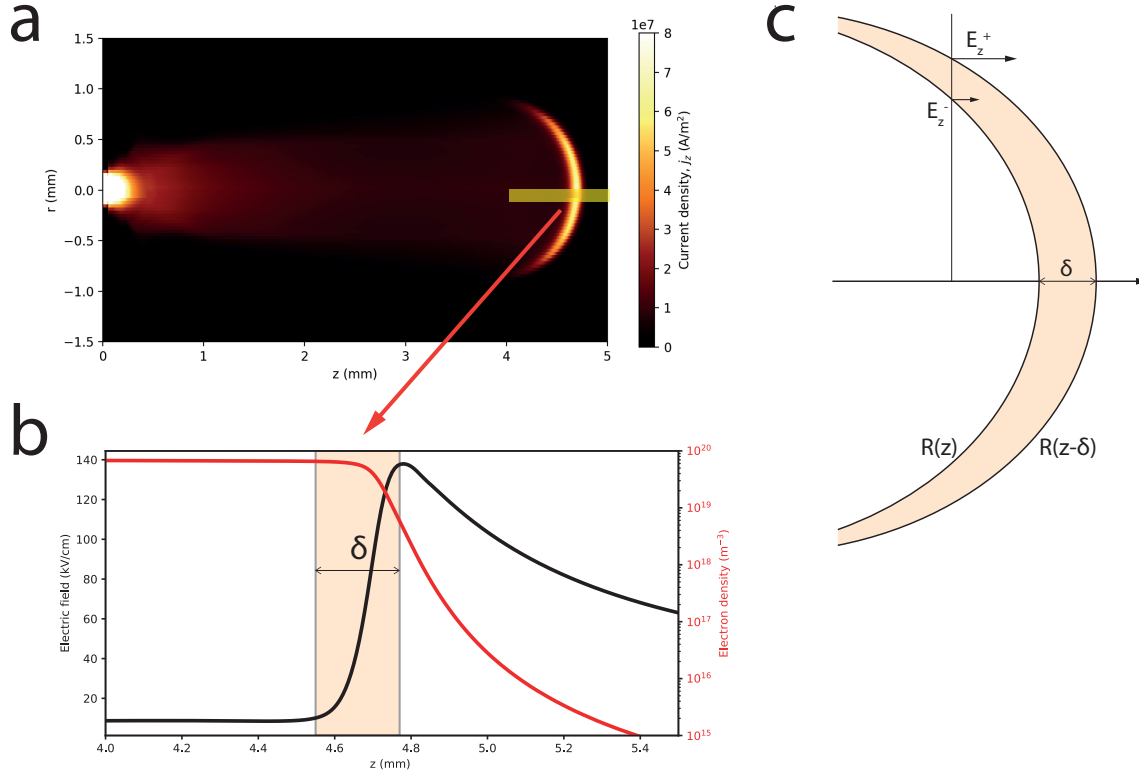 a
1e7
1.5
1.0
0.5
0.0
−0.5
−1.0
−1.5
r (mm)
0
1
2
3
4
5
z (mm)
8
7
6
5
4
3
2
1
0
Current density, j_z (A/m²)
b
140
120
100
80
60
40
20
Electric field (kV/cm)
δ
4.0
4.2
4.4
4.6
4.8
5.0
5.2
5.4
z (mm)
10²⁰
10¹⁹
10¹⁸
10¹⁷
10¹⁶
10¹⁵
Electron density (m⁻³)
c
E_z⁺
E_z⁻
δ
R(z)
R(z-δ)